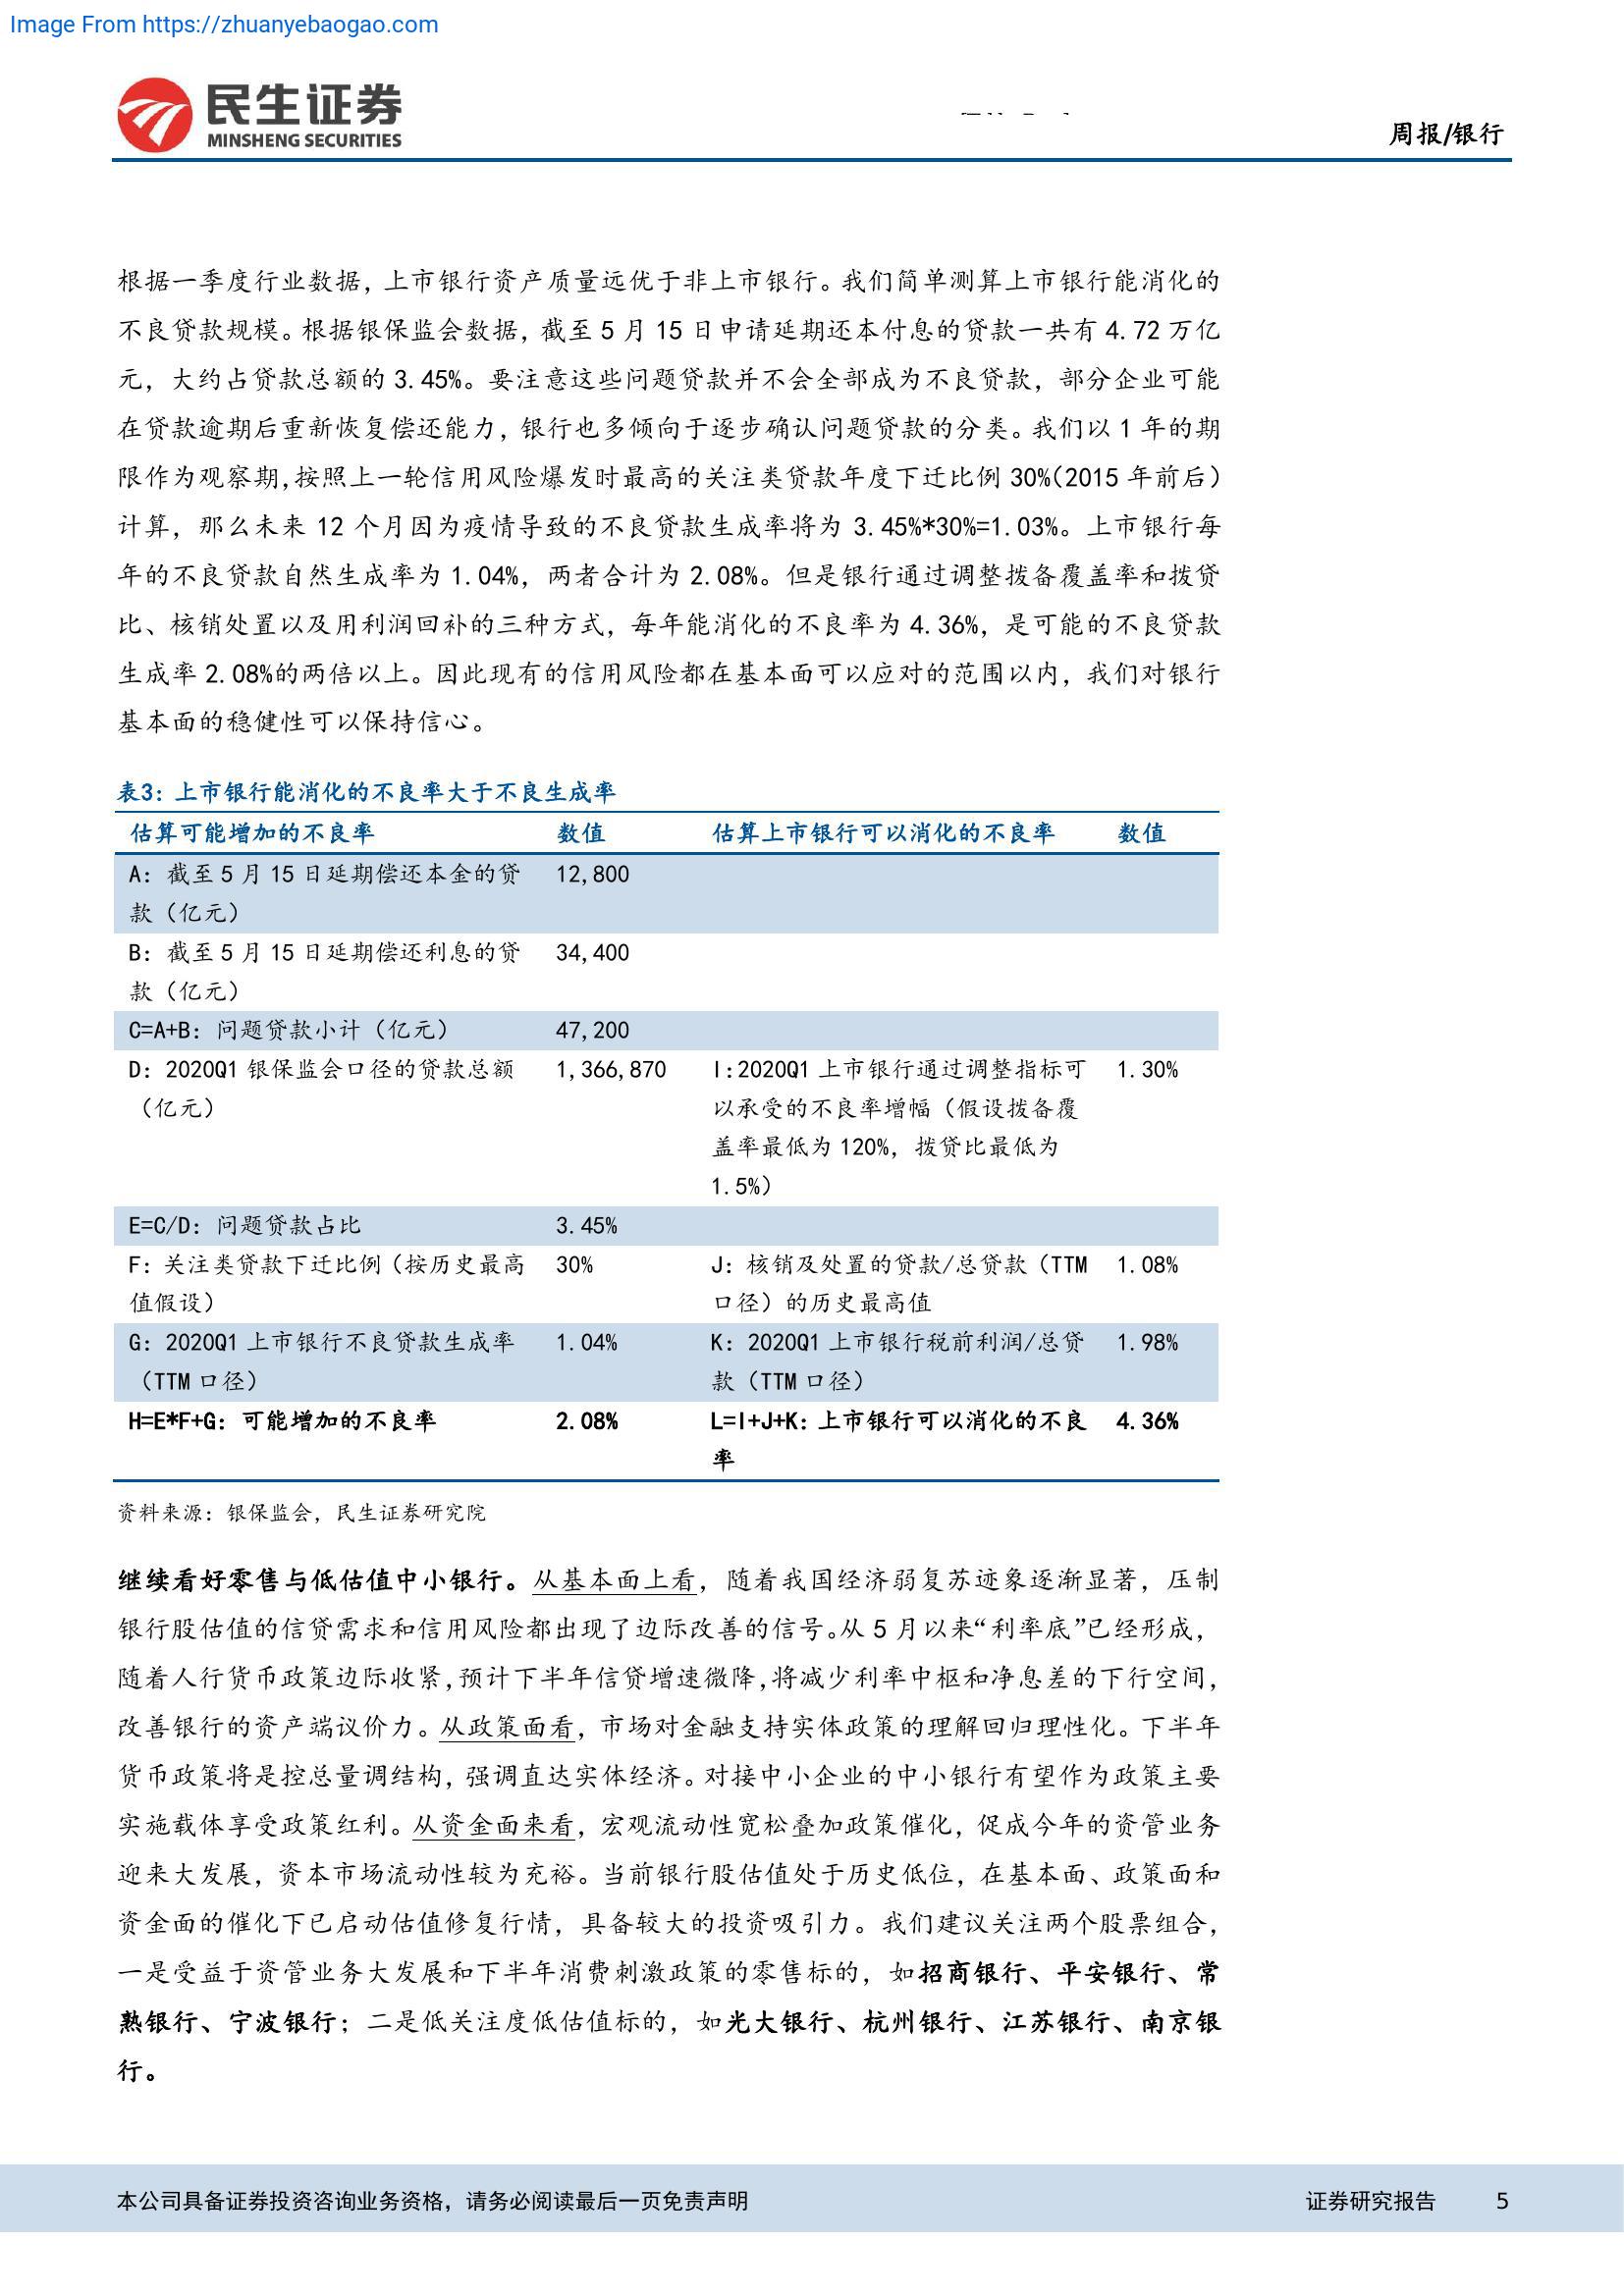 Image From https://zhuanyebaogao.com
民生证券
MINSHENG SECURITIES
周报/银行
根据一季度行业数据，上市银行资产质量远优于非上市银行。我们简单测算上市银行能消化的
不良贷款规模。根据银保监会数据，截至 5 月 15 日申请延期还本付息的贷款一共有 4.72 万亿
元，大约占贷款总额的 3.45%。要注意这些问题贷款并不会全部成为不良贷款，部分企业可能
在贷款逾期后重新恢复偿还能力，银行也多倾向于逐步确认问题贷款的分类。我们以 1 年的期
限作为观察期，按照上一轮信用风险爆发时最高的关注类贷款年度下迁比例 30%（2015 年前后）
计算，那么未来 12 个月因为疫情导致的不良贷款生成率将为 3.45%*30%=1.03%。上市银行每
年的不良贷款自然生成率为 1.04%，两者合计为 2.08%。但是银行通过调整拨备覆盖率和拨贷
比、核销处置以及用利润回补的三种方式，每年能消化的不良率为 4.36%，是可能的不良贷款
生成率 2.08%的两倍以上。因此现有的信用风险都在基本面可以应对的范围以内，我们对银行
基本面的稳健性可以保持信心。
表3：上市银行能消化的不良率大于不良生成率
估算可能增加的不良率 数值 估算上市银行可以消化的不良率 数值
A：截至 5 月 15 日延期偿还本金的贷 12,800
款（亿元）
B：截至 5 月 15 日延期偿还利息的贷 34,400
款（亿元）
C=A+B：问题贷款小计（亿元） 47,200
D：2020Q1 银保监会口径的贷款总额 1,366,870 I:2020Q1 上市银行通过调整指标可 1.30%
（亿元） 以承受的不良率增幅（假设拨备覆
盖率最低为 120%，拨贷比最低为
1.5%）
E=C/D：问题贷款占比 3.45%
F：关注类贷款下迁比例（按历史最高 30% J：核销及处置的贷款/总贷款（TTM 1.08%
值假设） 口径）的历史最高值
G：2020Q1 上市银行不良贷款生成率 1.04% K：2020Q1 上市银行税前利润/总贷 1.98%
（TTM 口径） 款（TTM 口径）
H=E*F+G：可能增加的不良率 2.08% L=I+J+K：上市银行可以消化的不良 4.36%
率
资料来源：银保监会，民生证券研究院
继续看好零售与低估值中小银行。从基本面上看，随着我国经济弱复苏迹象逐渐显著，压制
银行股估值的信贷需求和信用风险都出现了边际改善的信号。从 5 月以来“利率底”已经形成，
随着人行货币政策边际收紧，预计下半年信贷增速微降，将减少利率中枢和净息差的下行空间，
改善银行的资产端议价力。从政策面看，市场对金融支持实体政策的理解回归理性化。下半年
货币政策将是控总量调结构，强调直达实体经济。对接中小企业的中小银行有望作为政策主要
实施载体享受政策红利。从资金面来看，宏观流动性宽松叠加政策催化，促成今年的资管业务
迎来大发展，资本市场流动性较为充裕。当前银行股估值处于历史低位，在基本面、政策面和
资金面的催化下已启动估值修复行情，具备较大的投资吸引力。我们建议关注两个股票组合，
一是受益于资管业务大发展和下半年消费刺激政策的零售标的，如招商银行、平安银行、常
熟银行、宁波银行；二是低关注度低估值标的，如光大银行、杭州银行、江苏银行、南京银
行。
本公司具备证券投资咨询业务资格，请务必阅读最后一页免责声明 证券研究报告 5